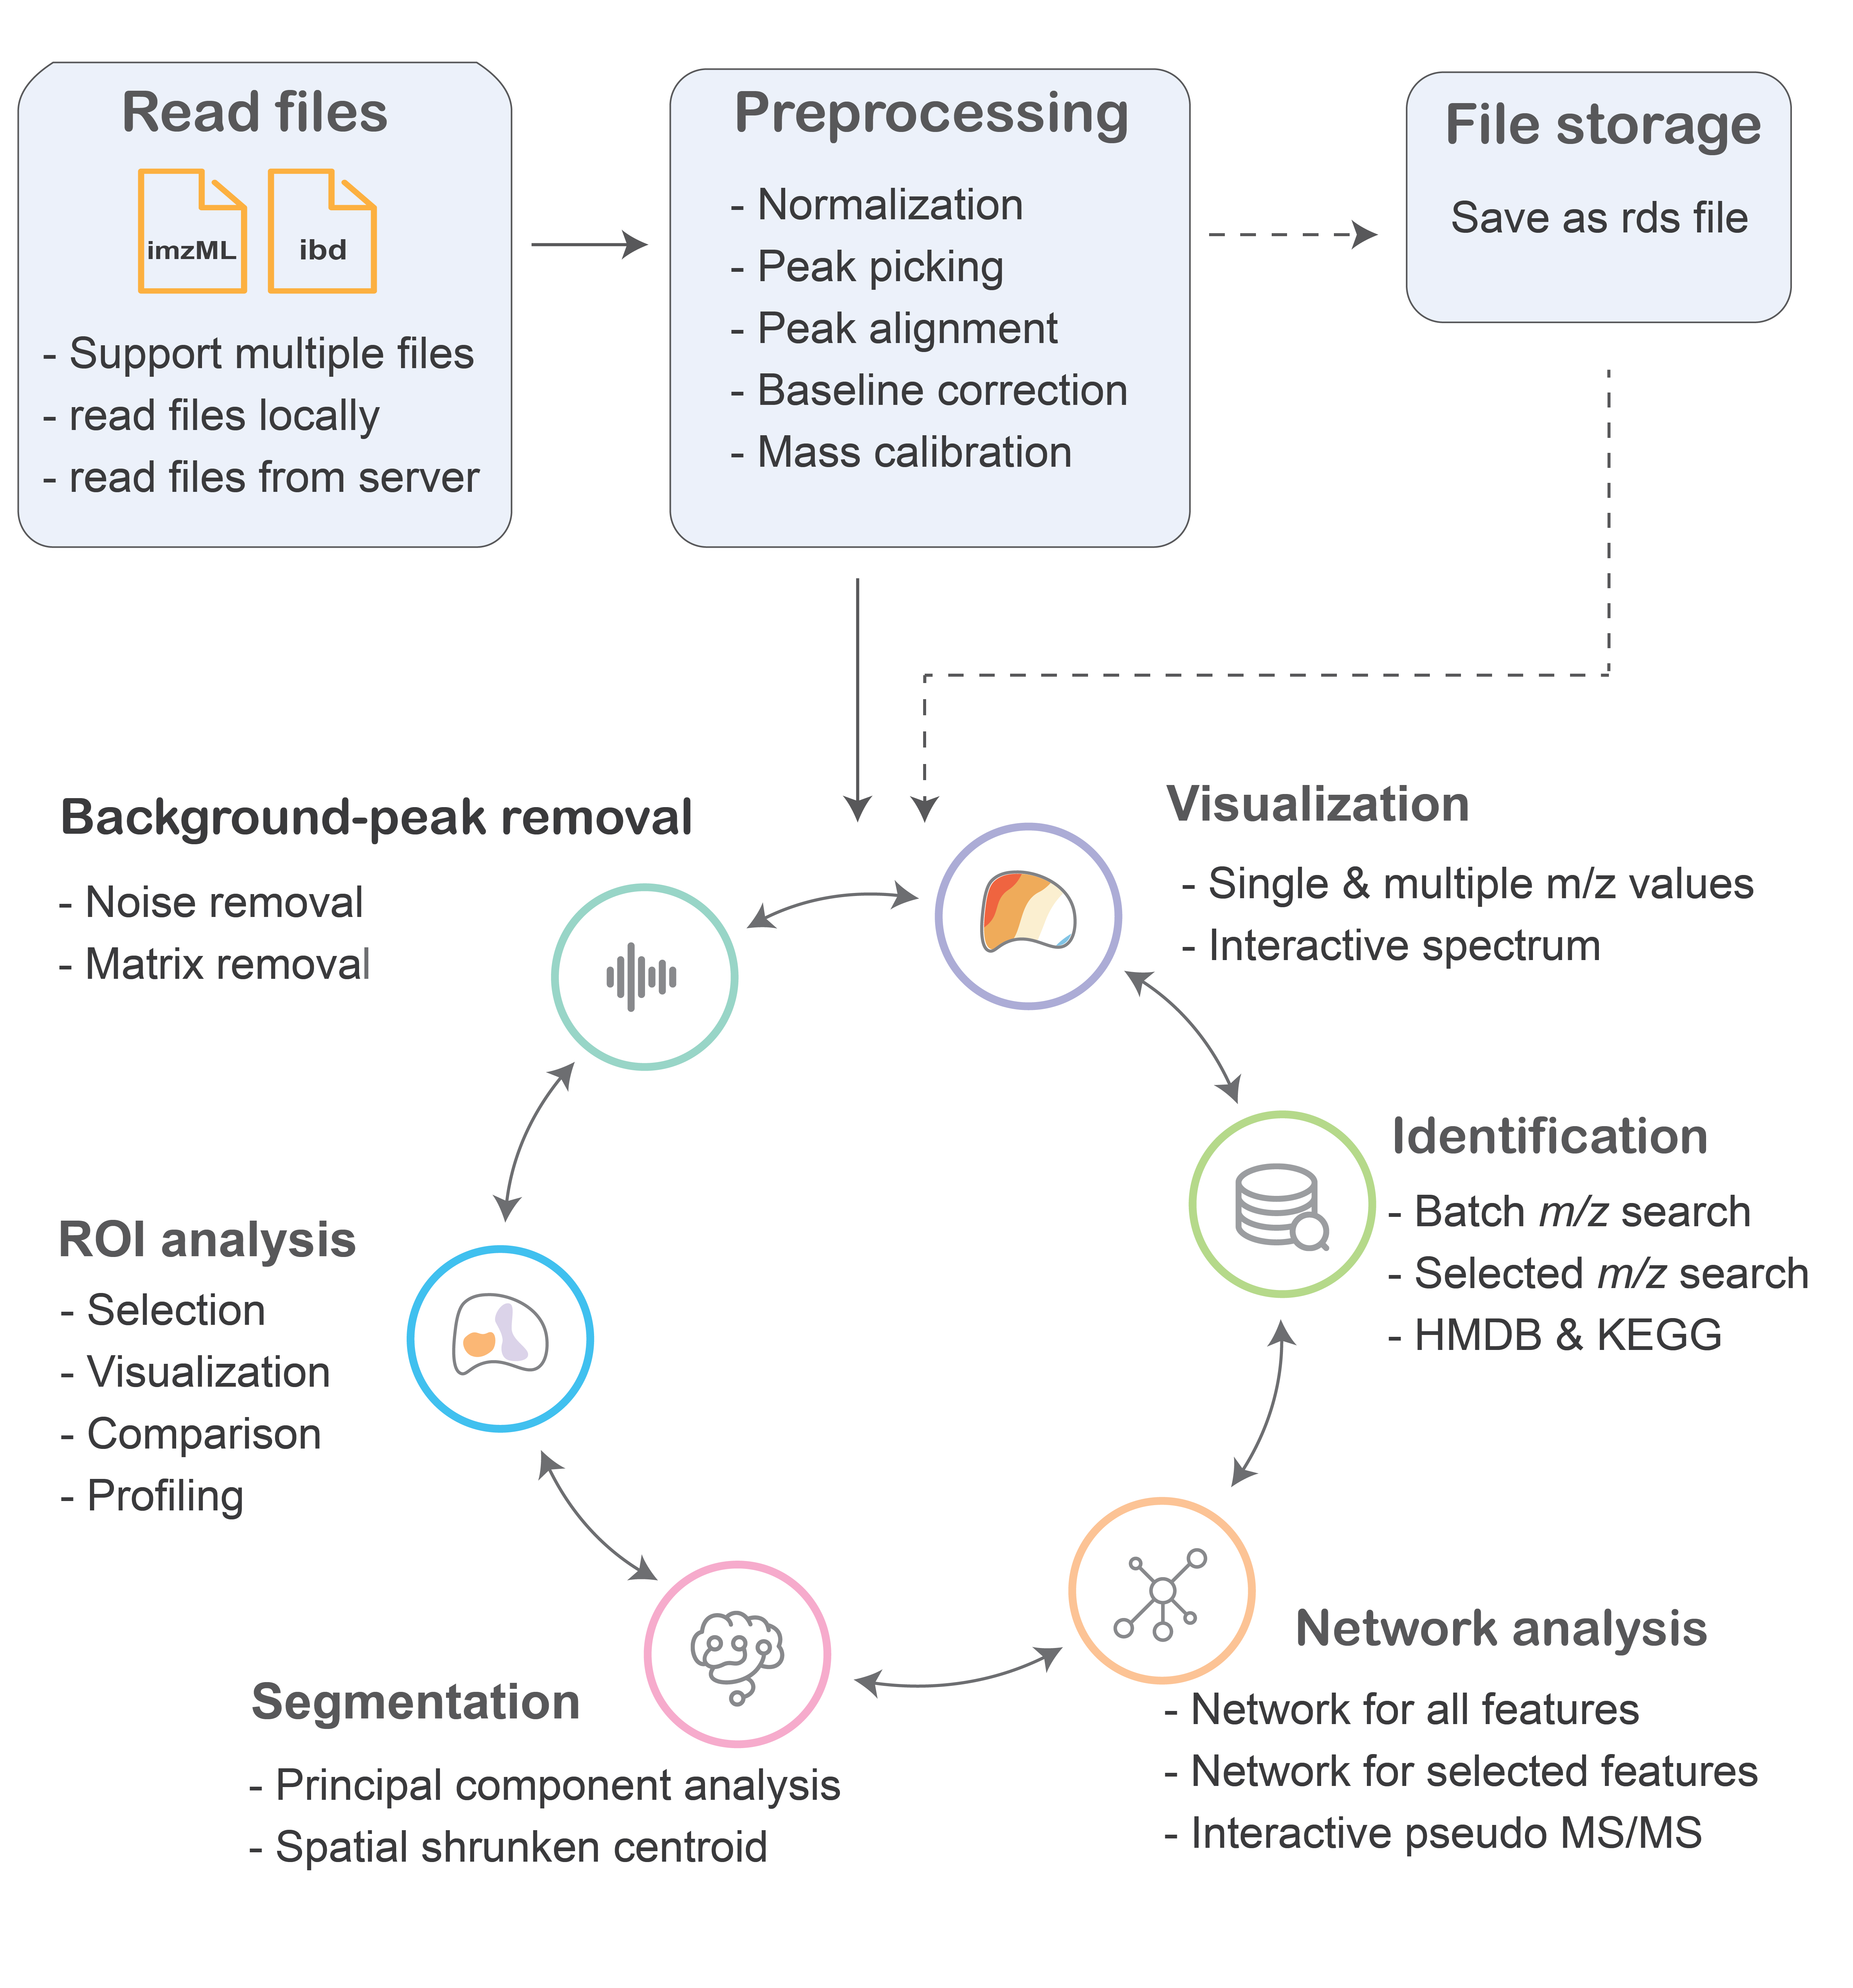 Read files
imzML
ibd
- Support multiple files
- read files locally
- read files from server
Preprocessing
- Normalization
- Peak picking
- Peak alignment
- Baseline correction
- Mass calibration
File storage
Save as rds file
Background-peak removal
- Noise removal
- Matrix removal
Visualization
- Single & multiple m/z values
- Interactive spectrum
Identification
- Batch m/z search
- Selected m/z search
- HMDB & KEGG
ROI analysis
- Selection
- Visualization
- Comparison
- Profiling
Network analysis
- Network for all features
- Network for selected features
- Interactive pseudo MS/MS
Segmentation
- Principal component analysis
- Spatial shrunken centroid